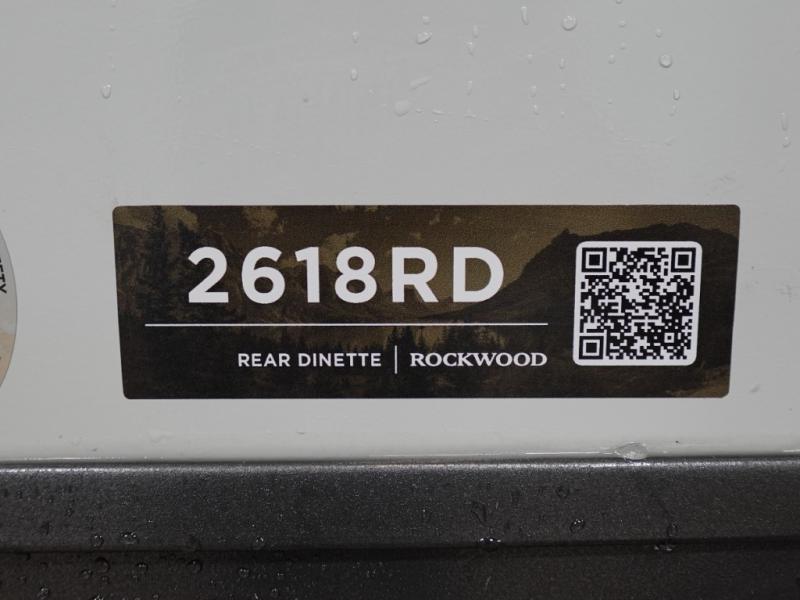 2618RD
REAR DINETTE | ROCKWOOD